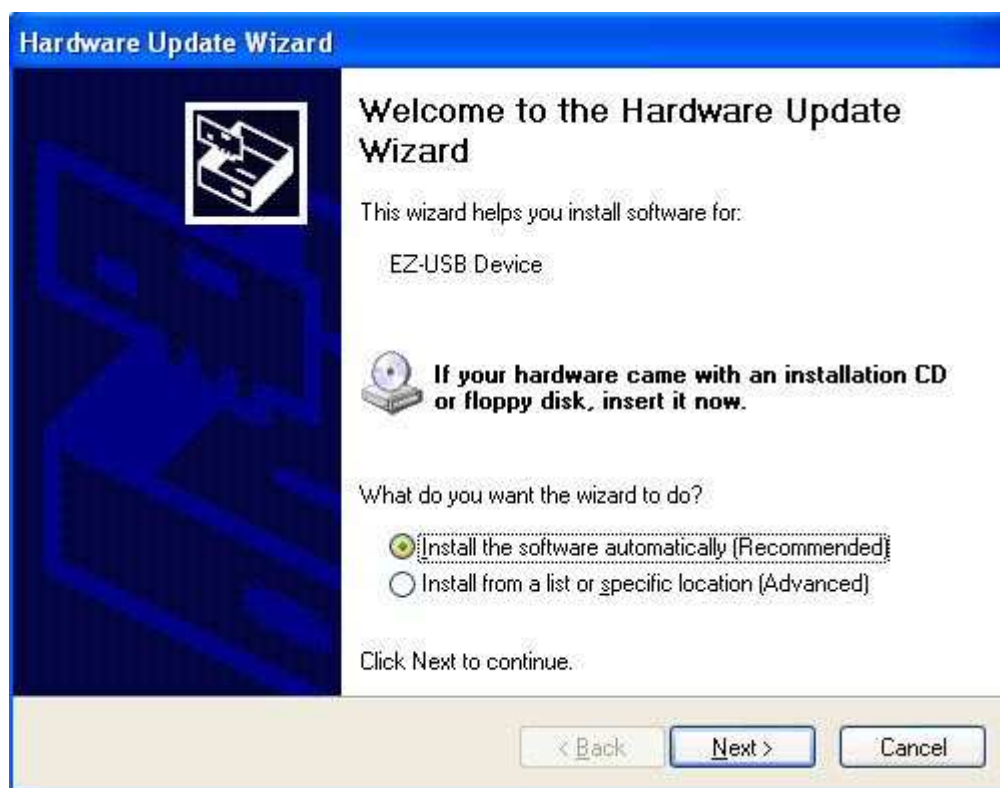 Hardware Update Wizard
Welcome to the Hardware Update
Wizard
This wizard helps you install software for:
EZ-USB Device
If your hardware came with an installation CD
or floppy disk, insert it now.
What do you want the wizard to do?
Install the software automatically (Recommended)
Install from a list or specific location (Advanced)
Click Next to continue.
< Back Next > Cancel